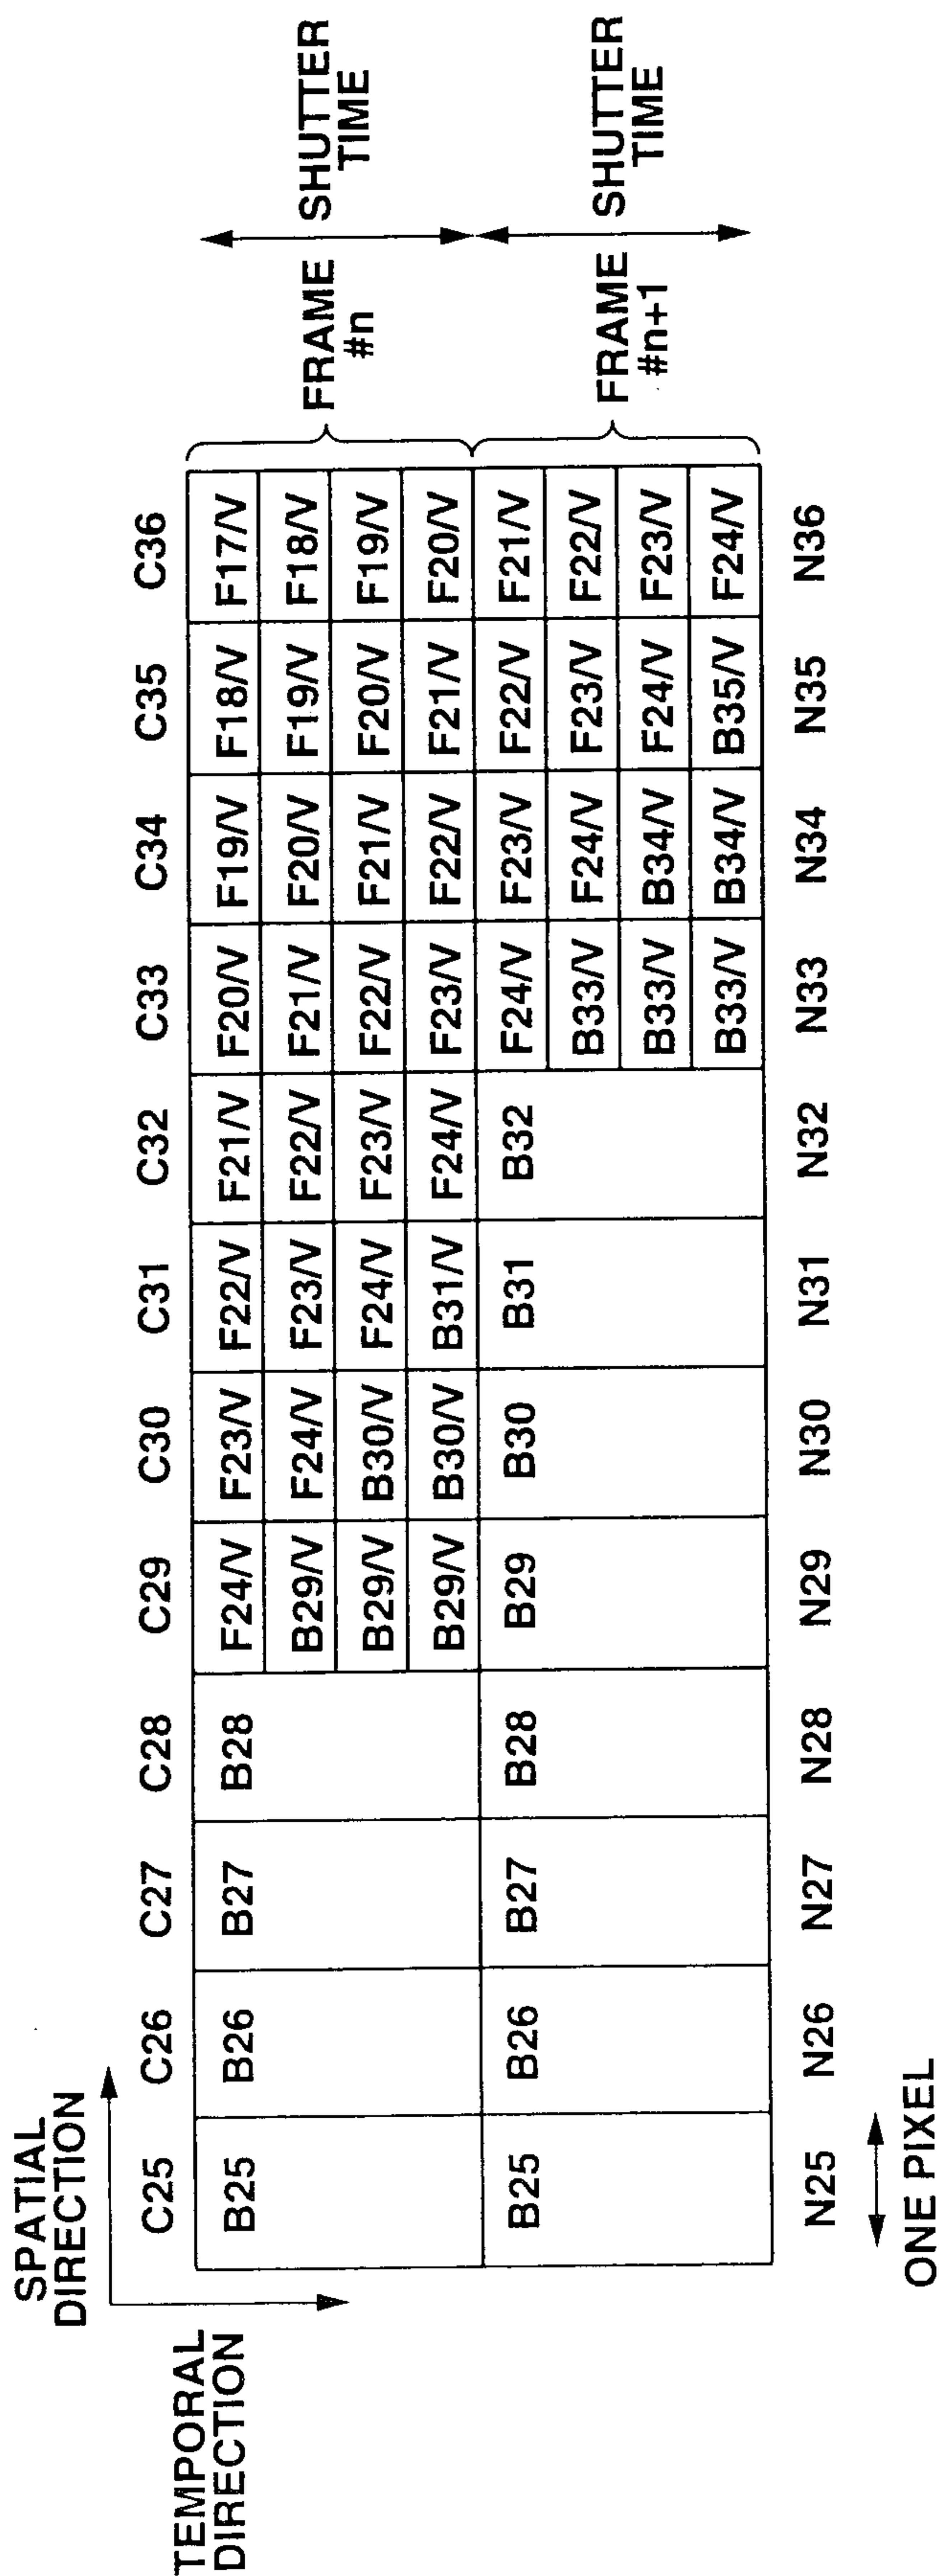 SPATIAL
DIRECTION
TEMPORAL
DIRECTION
C25 C26 C27 C28 C29 C30 C31 C32 C33 C34 C35 C36
B25 B26 B27 B28 F24/V F23/V F22/V F21/V F20/V F19/V F18/V F17/V
B29/V F24/V F23/V F22/V F21/V F20/V F19/V F18/V
B29/V B30/V F24/V F23/V F22/V F21/V F20/V F19/V
B29/V B30/V B31/V F24/V F23/V F22/V F21/V F20/V
FRAME
#n
SHUTTER
TIME
B25 B26 B27 B28 B29 B30 B31 B32 F24/V F23/V F22/V F21/V
B33/V F24/V F23/V F22/V
B33/V B34/V F24/V F23/V
B33/V B34/V B35/V F24/V
FRAME
#n+1
SHUTTER
TIME
N25 N26 N27 N28 N29 N30 N31 N32 N33 N34 N35 N36
ONE PIXEL